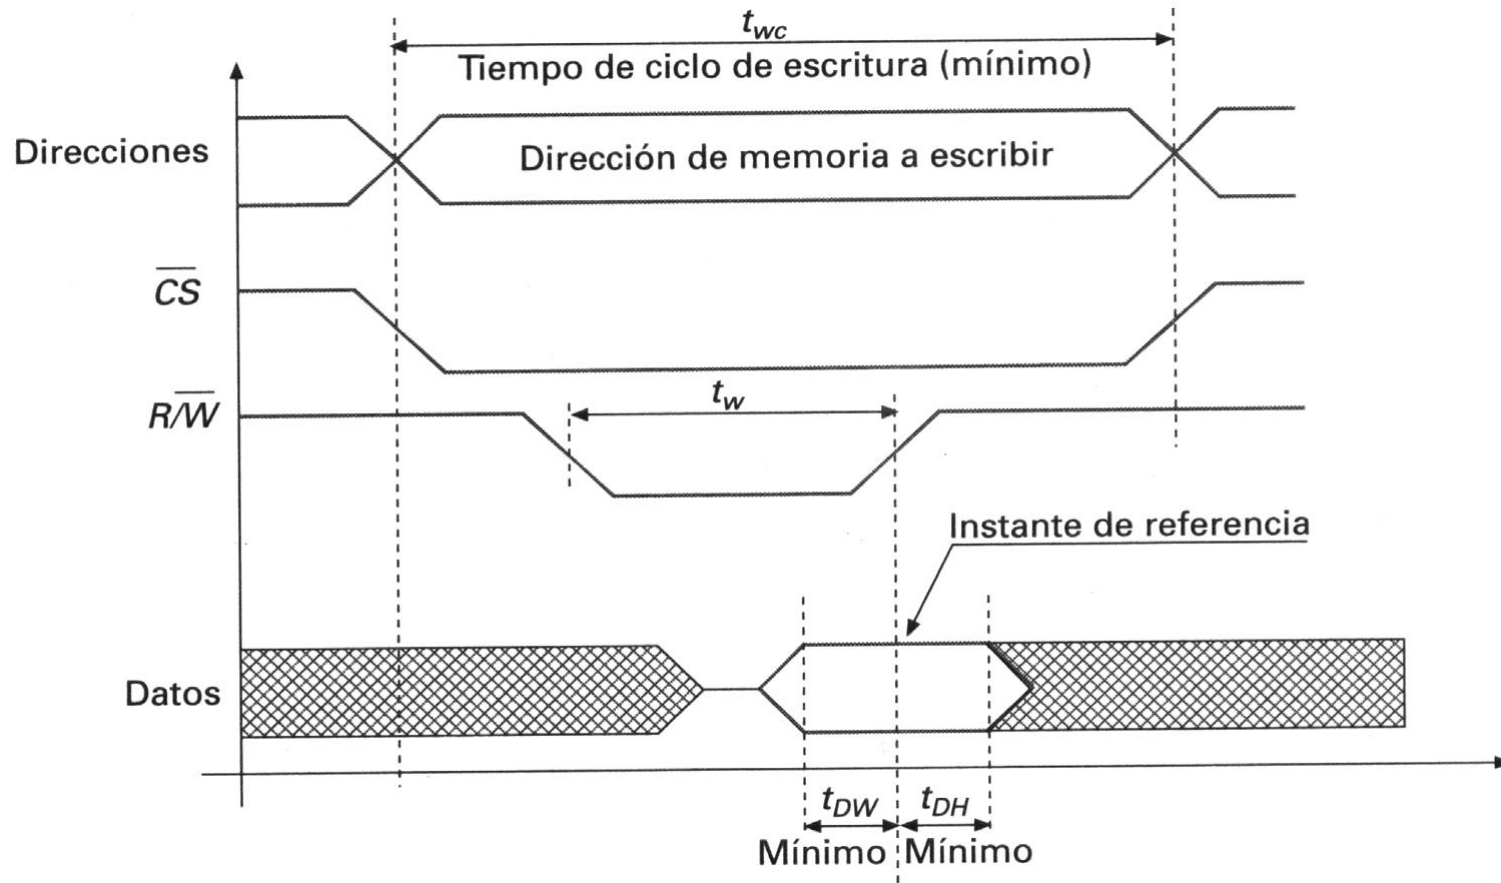 t_wc
Tiempo de ciclo de escritura (mínimo)
Direcciones
Dirección de memoria a escribir
C̅S̅
t_w
R/W̅
Instante de referencia
Datos
t_DW t_DH
Mínimo Mínimo